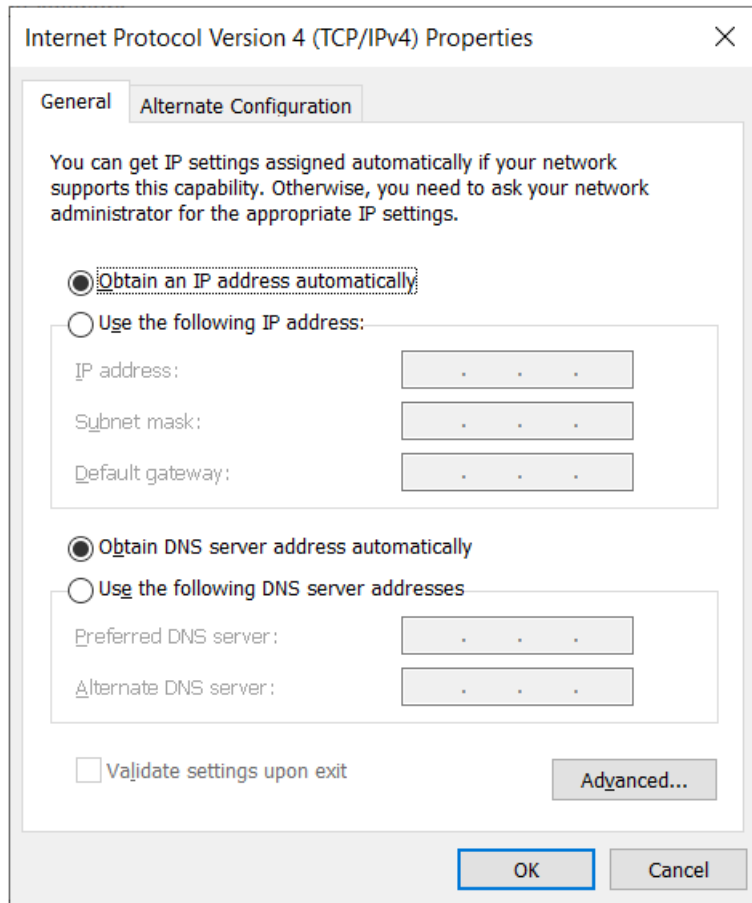 Internet Protocol Version 4 (TCP/IPv4) Properties
General
Alternate Configuration
You can get IP settings assigned automatically if your network
supports this capability. Otherwise, you need to ask your network
administrator for the appropriate IP settings.
Obtain an IP address automatically
Use the following IP address:
IP address:
. . .
Subnet mask:
. . .
Default gateway:
. . .
Obtain DNS server address automatically
Use the following DNS server addresses
Preferred DNS server:
. . .
Alternate DNS server:
. . .
Validate settings upon exit
Advanced...
OK
Cancel